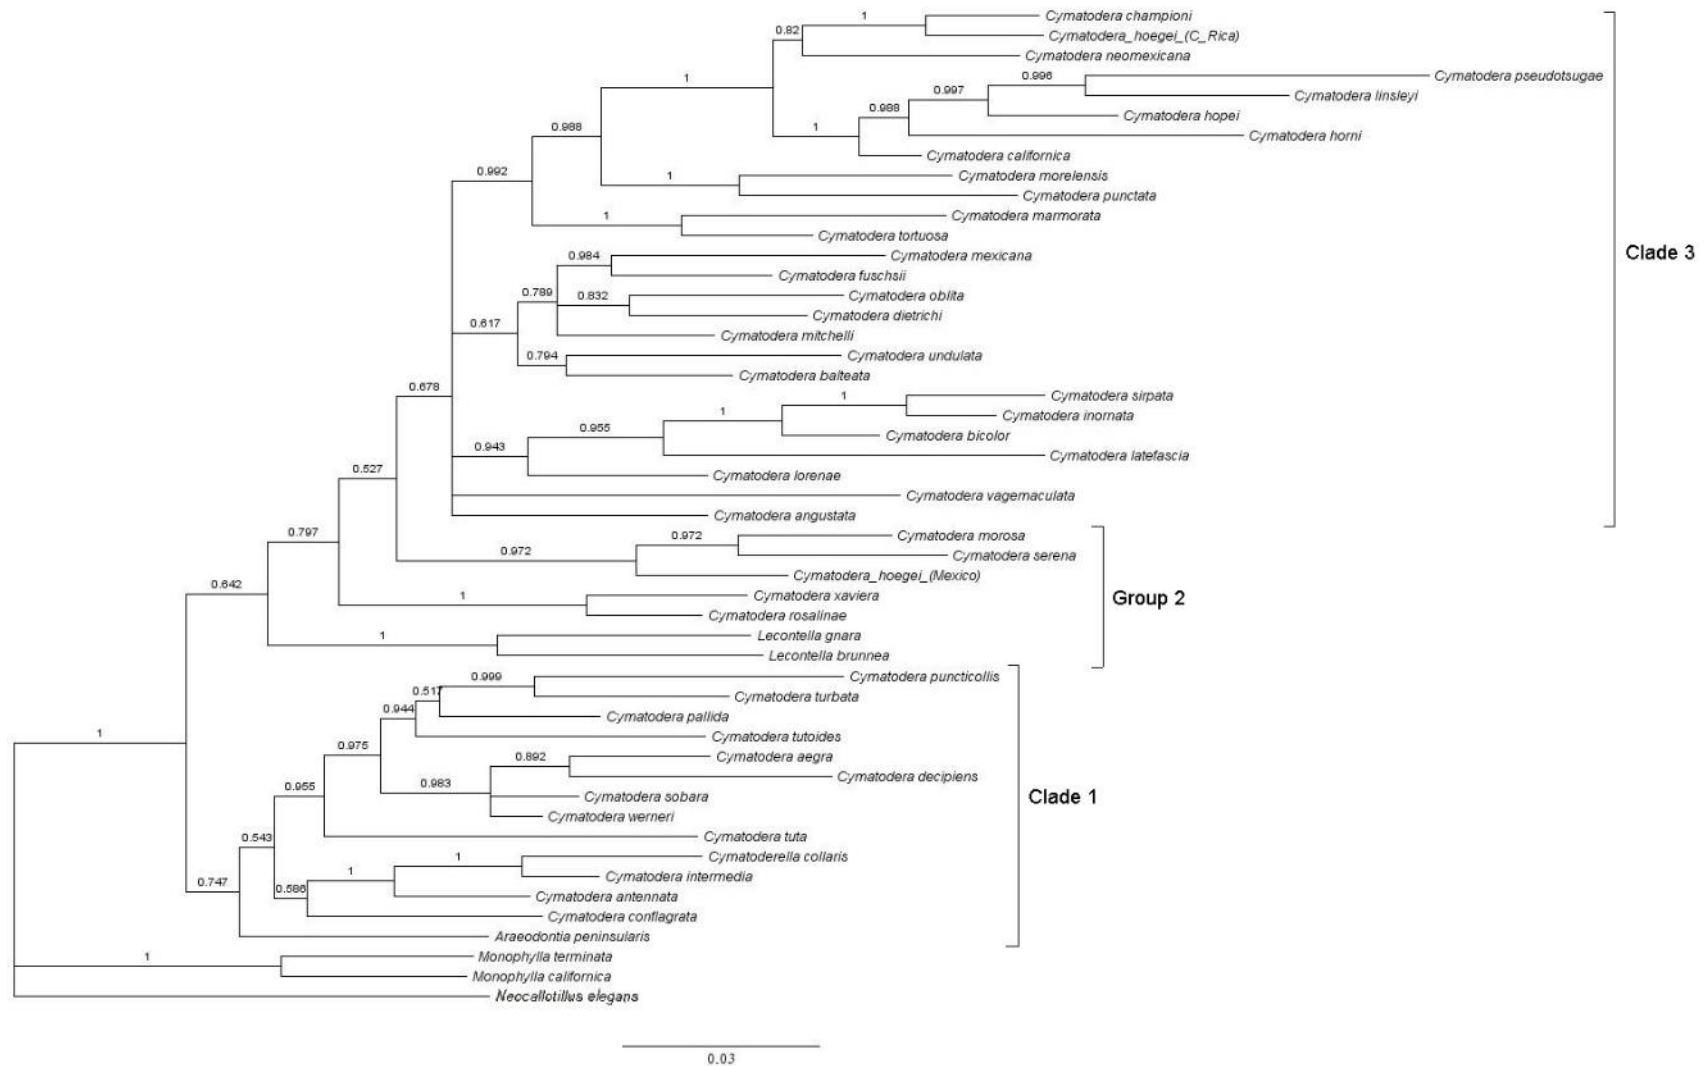 1
Cymatodera championi
0.82
Cymatodera_hoegei_(C_Rica)
Cymatodera neomexicana
1
0.996
Cymatodera pseudotsugae
0.997
Cymatodera linsleyi
0.988
Cymatodera hopei
0.988
1
Cymatodera horni
Cymatodera californica
0.992
1
Cymatodera morelensis
Cymatodera punctata
1
Cymatodera marmorata
Cymatodera tortuosa
0.984
Cymatodera mexicana
Clade 3
Cymatodera fuschsii
0.789
0.832
Cymatodera oblita
Cymatodera dietrichi
0.617
Cymatodera mitchelli
0.794
Cymatodera undulata
Cymatodera balteata
0.678
1
Cymatodera sirpata
1
Cymatodera inornata
0.955
Cymatodera bicolor
0.943
Cymatodera latefascia
0.527
Cymatodera lorenae
Cymatodera vagemaculata
Cymatodera angustata
0.797
0.972
Cymatodera morosa
0.972
Cymatodera serena
Cymatodera_hoegei_(Mexico)
0.642
1
Cymatodera xaviera
Group 2
Cymatodera rosalinae
1
Lecontella gnara
Lecontella brunnea
0.999
Cymatodera puncticollis
0.517
Cymatodera turbata
0.944
Cymatodera pallida
1
Cymatodera tutoides
0.975
0.892
Cymatodera aegra
Cymatodera decipiens
0.955
0.983
Cymatodera sobara
Clade 1
Cymatodera werneri
0.543
Cymatodera tuta
1
Cymatoderella collaris
1
Cymatodera intermedia
0.747
0.586
Cymatodera antennata
Cymatodera conflagrata
Araeodontia peninsularis
1
Monophylla terminata
Monophylla californica
Neocallotillus elegans
0.03